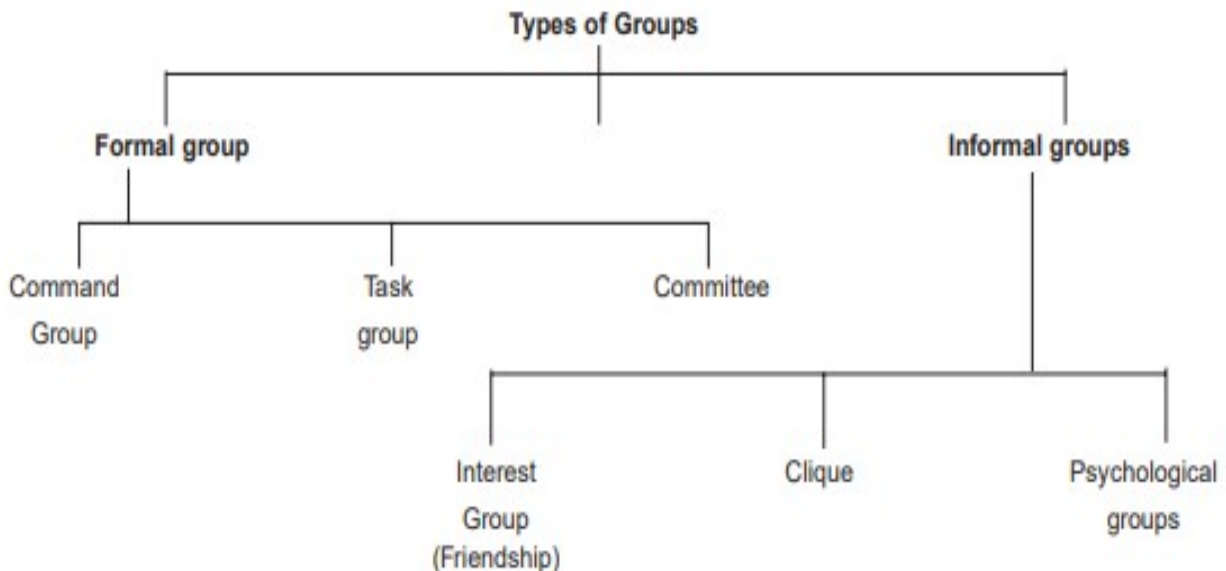 Types of Groups
Formal group
Informal groups
Command
Group
Task
group
Committee
Interest
Group
(Friendship)
Clique
Psychological
groups